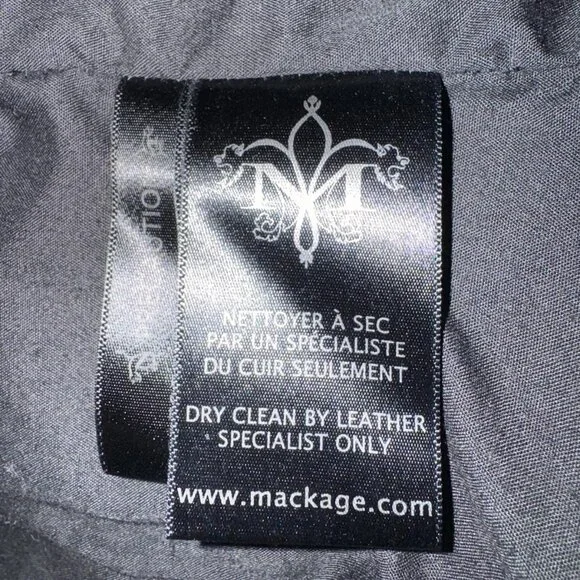 M
NETTOYER À SEC
PAR UN SPÉCIALISTE
DU CUIR SEULEMENT
DRY CLEAN BY LEATHER
SPECIALIST ONLY
www.mackage.com